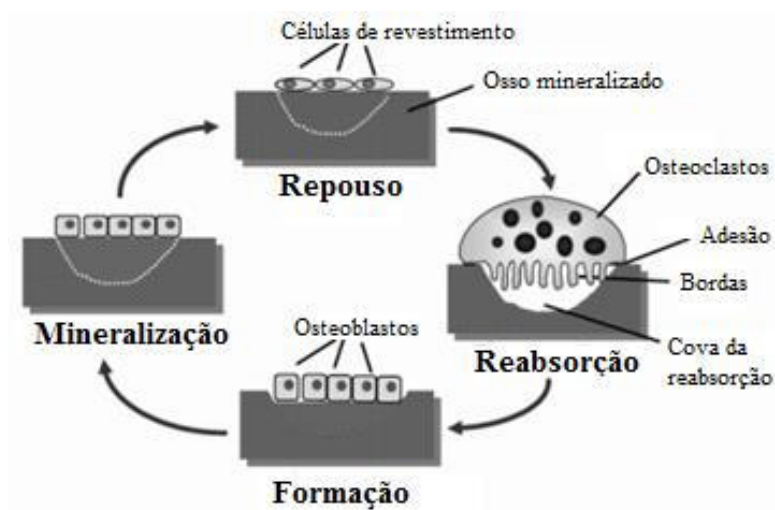 Células de revestimento
Osso mineralizado
Repouso
Osteoclastos
Adesão
Bordas
Cova da
reabsorção
Reabsorção
Osteoblastos
Formação
Mineralização